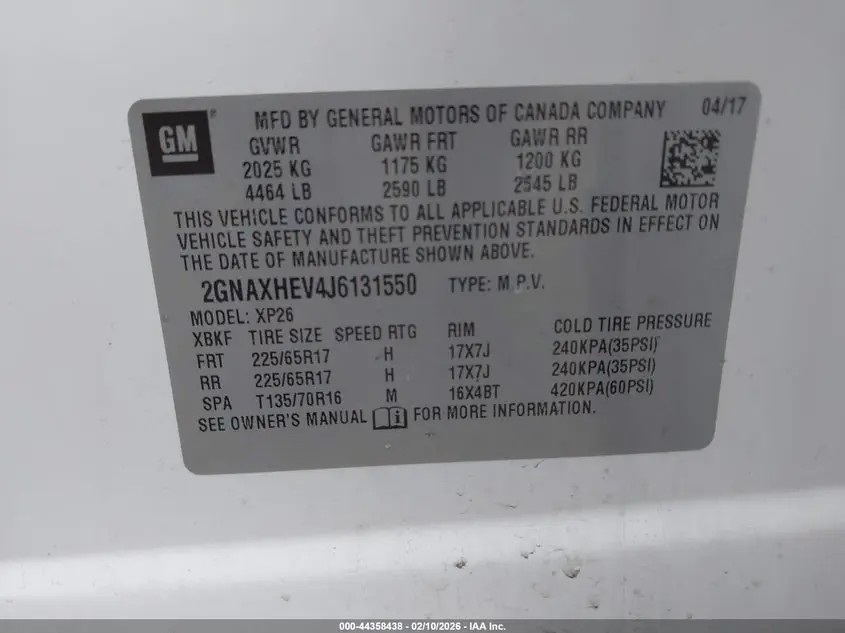 GM
MFD BY GENERAL MOTORS OF CANADA COMPANY 04/17
GVWR GAWR FRT GAWR RR
2025 KG 1175 KG 1200 KG
4464 LB 2590 LB 2645 LB
THIS VEHICLE CONFORMS TO ALL APPLICABLE U.S. FEDERAL MOTOR
VEHICLE SAFETY AND THEFT PREVENTION STANDARDS IN EFFECT ON
THE DATE OF MANUFACTURE SHOWN ABOVE.
2GNAXHEV4J6131550 TYPE: M.P.V.
MODEL: XP26
XBKF TIRE SIZE SPEED RTG RIM COLD TIRE PRESSURE
FRT 225/65R17 H 17X7J 240KPA(35PSI)
RR 225/65R17 H 17X7J 240KPA(35PSI)
SPA T135/70R16 M 16X4BT 420KPA(60PSI)
SEE OWNER'S MANUAL i FOR MORE INFORMATION.
000-44358438 - 02/10/2026 - IAA Inc.